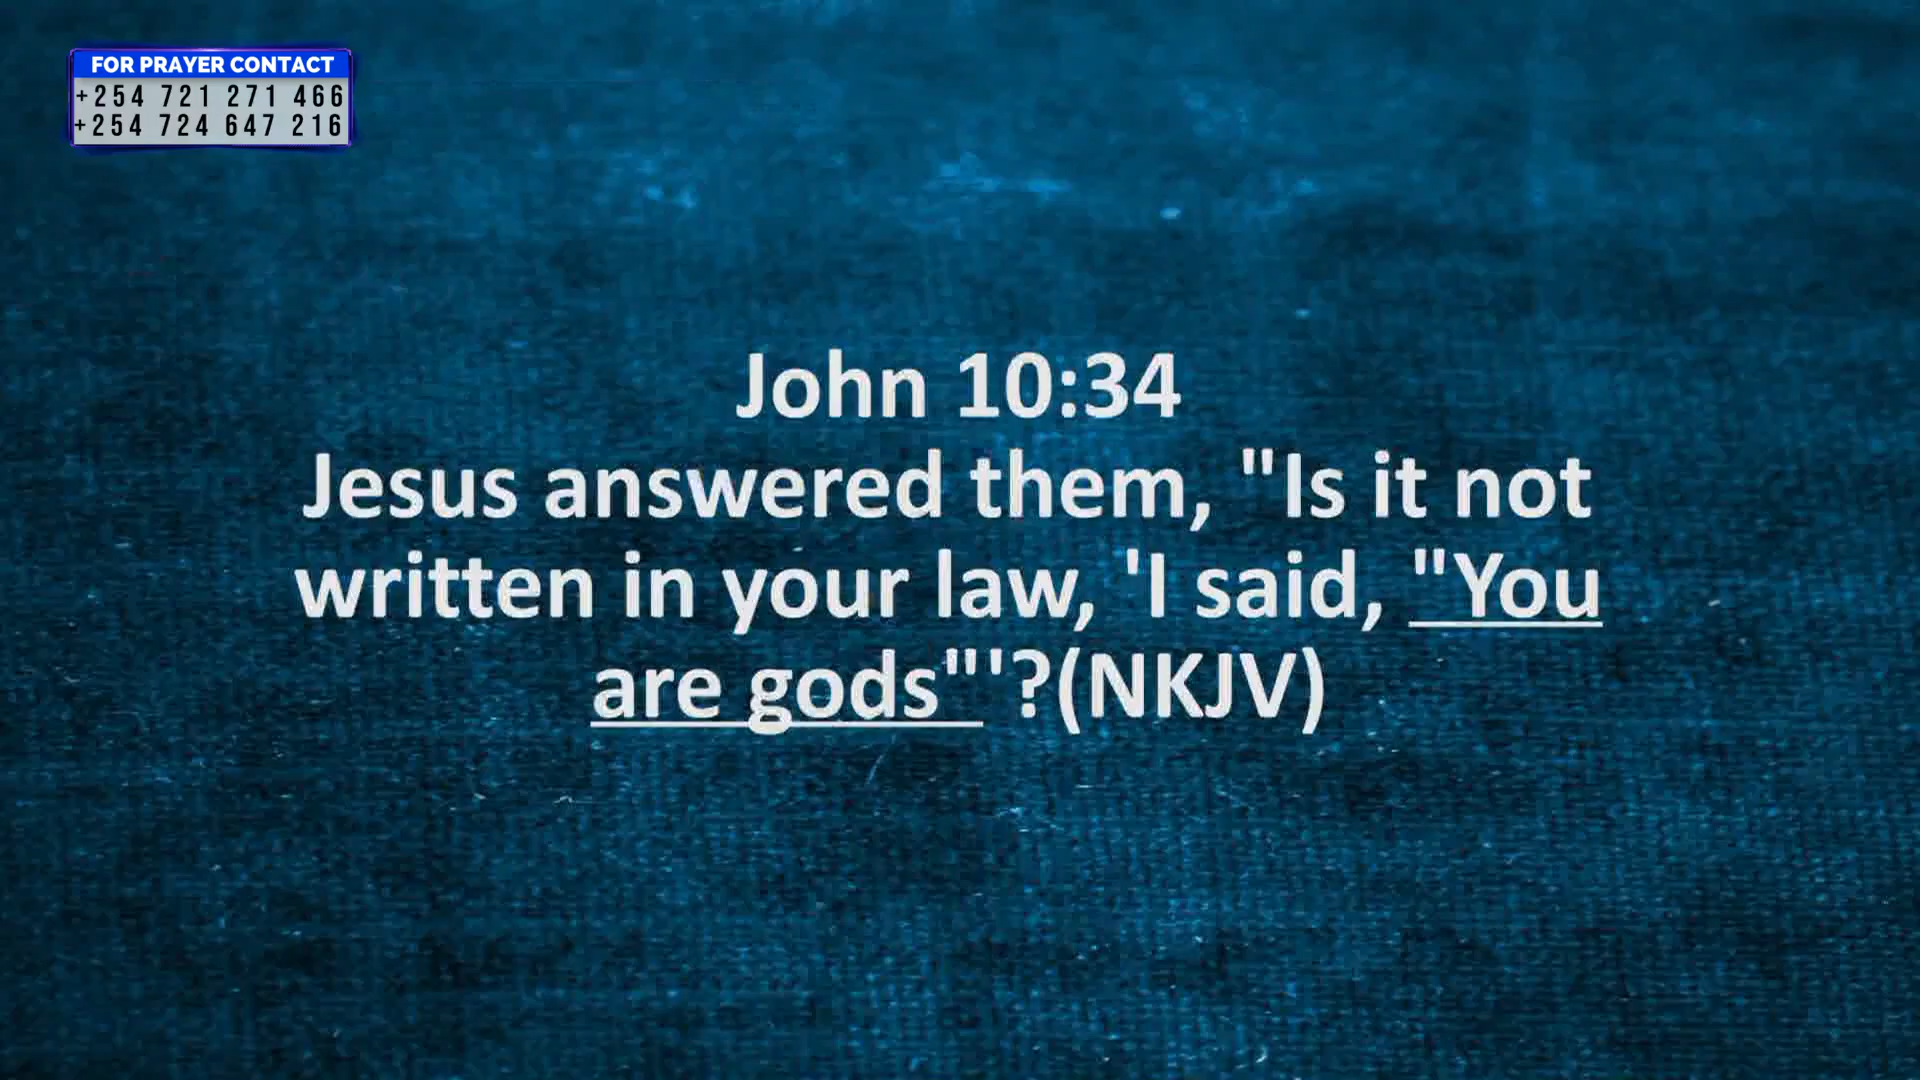 FOR PRAYER CONTACT
+254 721 271 466
+254 724 647 216
John 10:34
Jesus answered them, "Is it not
written in your law, 'I said, "You
are gods"'?(NKJV)